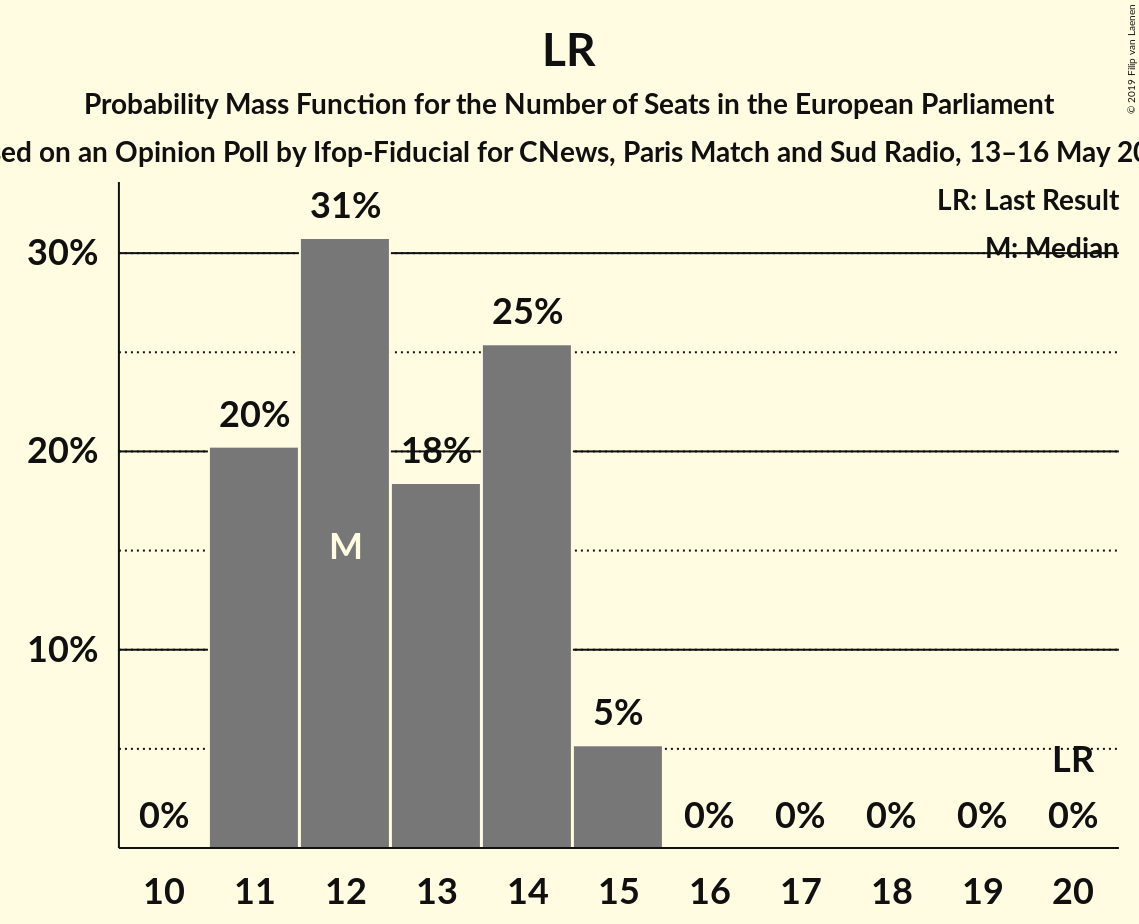 LR
Probability Mass Function for the Number of Seats in the European Parliament
on an Opinion Poll by Ifop-Fiducial for CNews, Paris Match and Sud Radio, 13–16 May
© 2019 Filip van Laenen
LR: Last Result
M: Median
30%
20%
10%
0%
20%
31%
18%
25%
5%
0%
0%
0%
0%
0%
M
LR
10 11 12 13 14 15 16 17 18 19 20